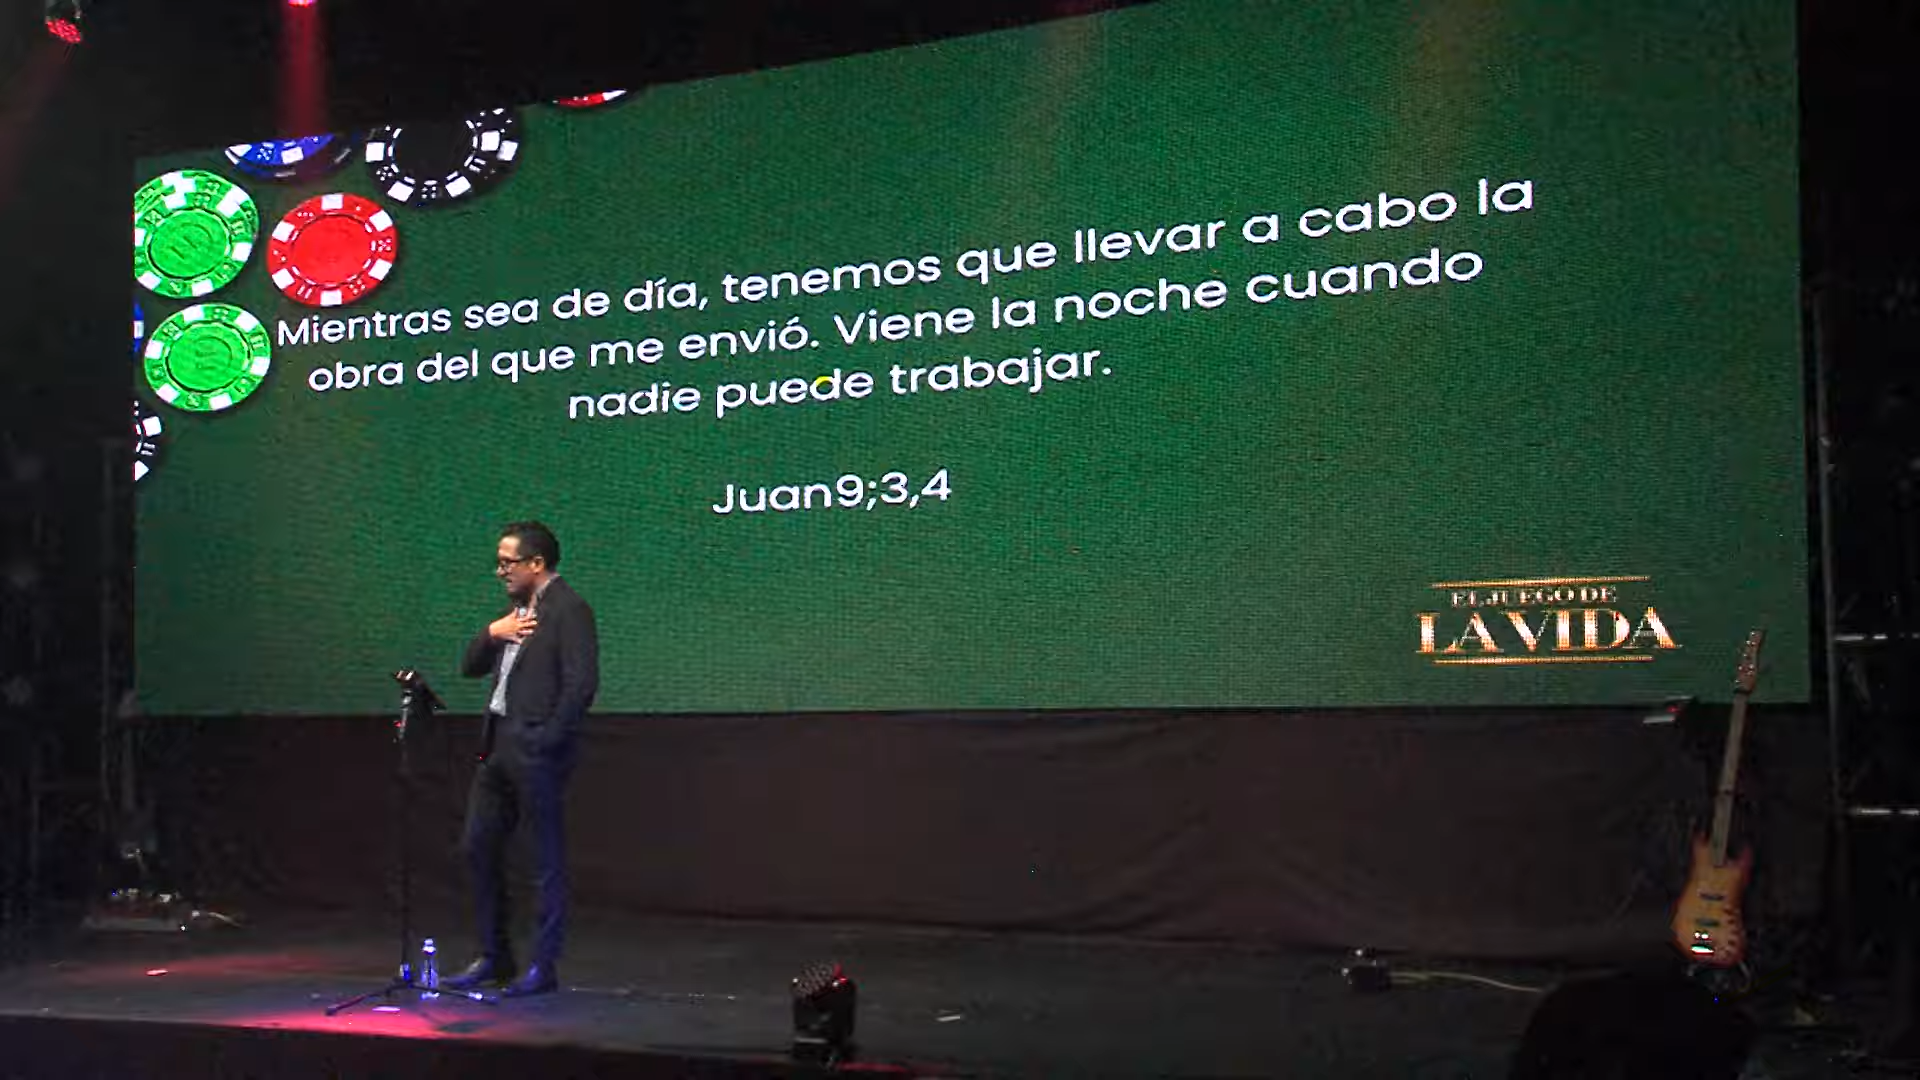 Mientras sea de día, tenemos que llevar a cabo la
obra del que me envió. Viene la noche cuando
nadie puede trabajar.
Juan9;3,4
EL JUEGO DE
LA VIDA